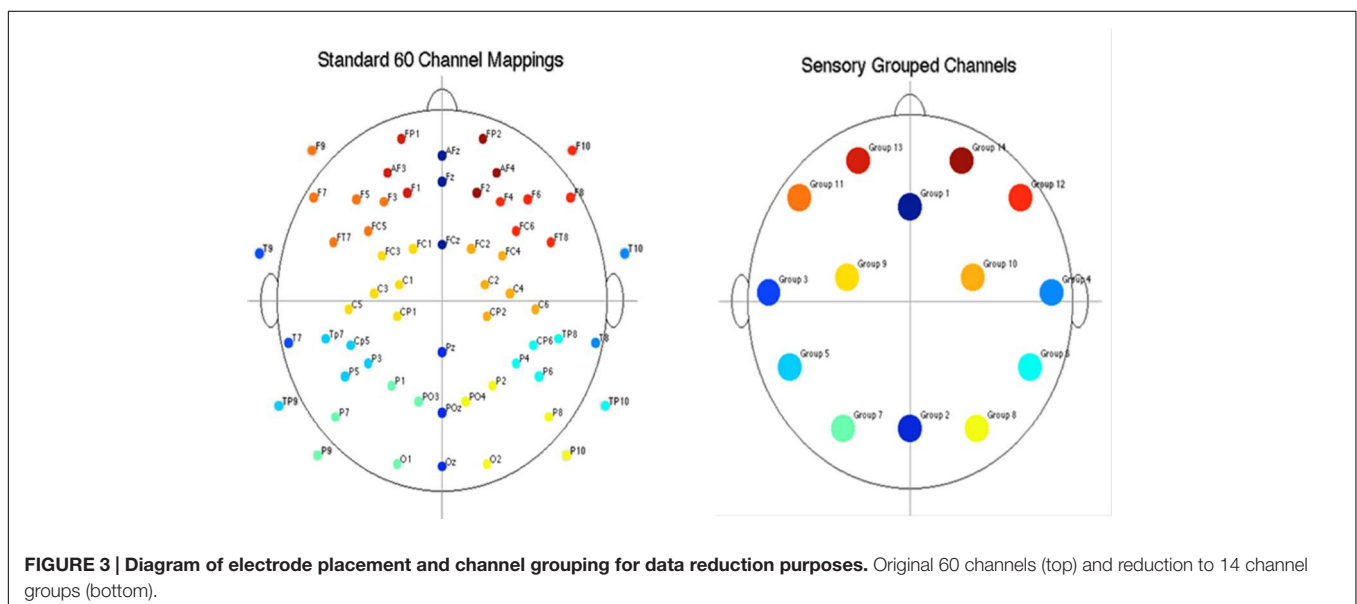 Standard 60 Channel Mappings
FP1 FP2
F9 AFz F10
AF3 Fz AF4
F7 F5 F3 F1 F2 F4 F6 F8
FC5 FC6
FT7 FC3 FC1 FCz FC2 FC4 FT8
T9 T10
C1 C2
C3 C4
C5 CP1 CP2 C6
T7 Tp7 Cp5 CP6 TP8 T8
P3 Pz P4
P5 P6
P1 P2
TP9 PO3 PO4 TP10
P7 POz P8
P9 O1 Oz O2 P10
Sensory Grouped Channels
Group 13 Group 14
Group 11 Group 1 Group 12
Group 9 Group 10
Group 3 Group 4
Group 5 Group 6
Group 7 Group 2 Group 8
FIGURE 3 | Diagram of electrode placement and channel grouping for data reduction purposes. Original 60 channels (top) and reduction to 14 channel
groups (bottom).